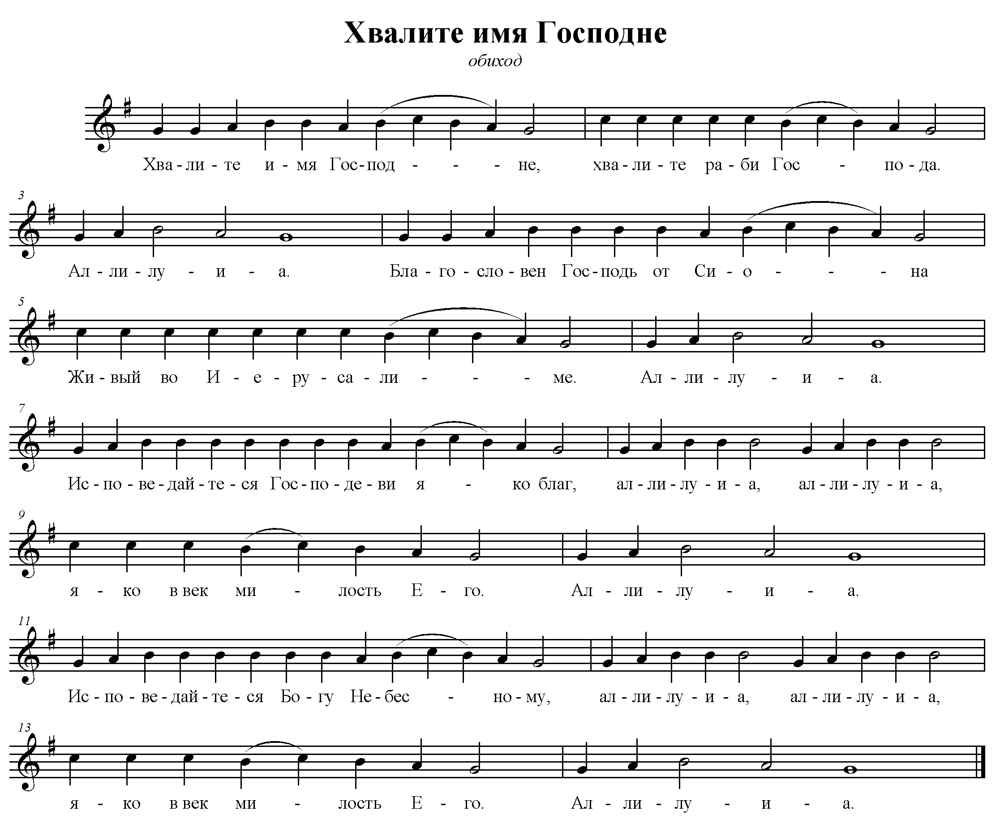 Хвалите имя Господне
обиход
Хва - ли - те и - мя Гос - под - - - не, хва - ли - те ра - би Гос - - по - да.
3
Ал - ли - лу - и - а. Бла - го - сло - вен Гос - подь от Си - о - - - на
5
Жи - вый во И - е - ру - са - ли - - - ме. Ал - ли - лу - и - а.
7
Ис - по - ве - дай - те - ся Гос - по - де - ви я - - ко благ, ал - ли - лу - и - а, ал - ли - лу - и - а,
9
я - ко в век ми - лость Е - го. Ал - ли - лу - и - а.
11
Ис - по - ве - дай - те - ся Бо - гу Не - бес - - но - му, ал - ли - лу - и - а, ал - ли - лу - и - а,
13
я - ко в век ми - лость Е - го. Ал - ли - лу - и - а.